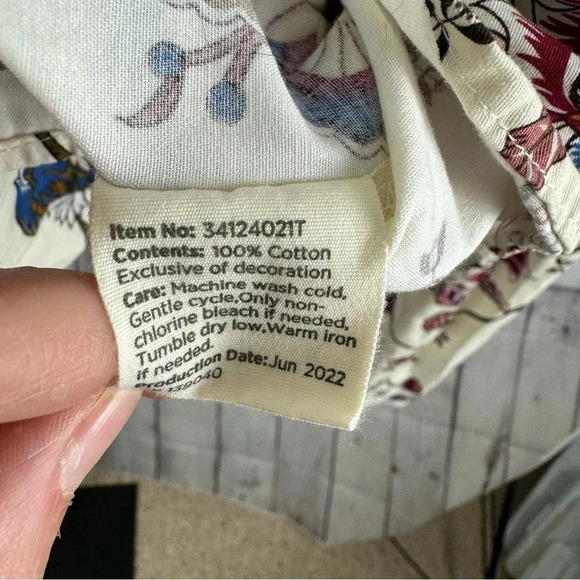 Item No: 34124021T
Contents: 100% Cotton
Exclusive of decoration
Care: Machine wash cold,
Gentle cycle,Only non-
chlorine bleach if needed,
Tumble dry low.Warm iron
if needed.
Production Date:Jun 2022
139040